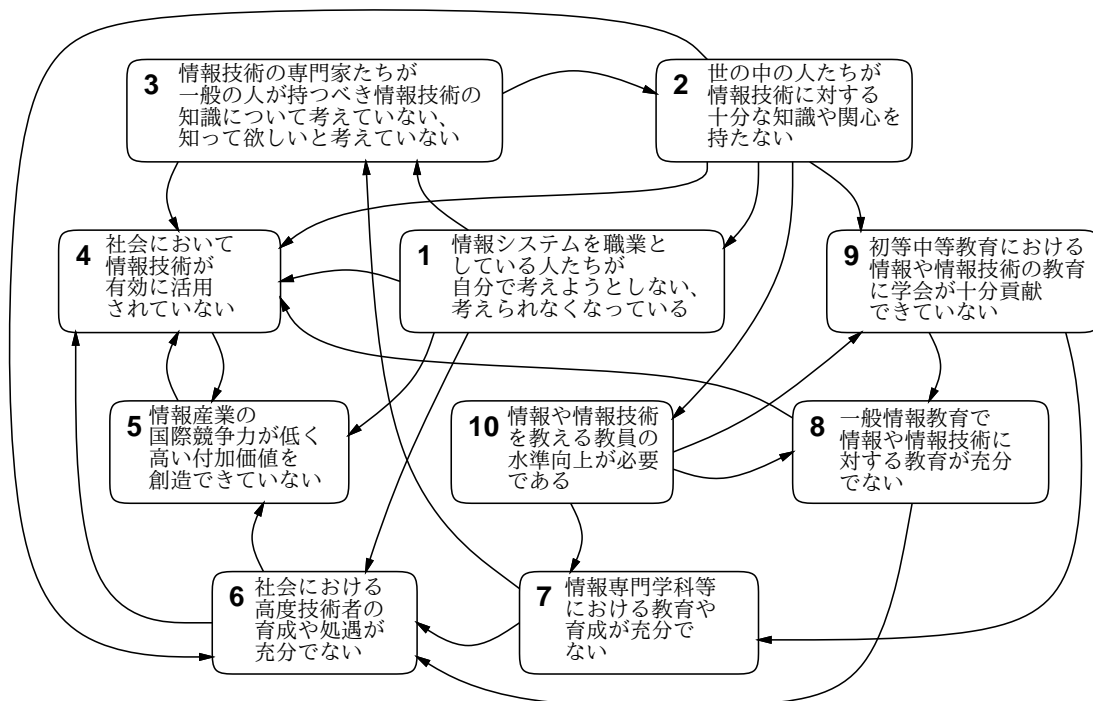 3
情報技術の専門家たちが
一般の人が持つべき情報技術の
知識について考えていない、
知って欲しいと考えていない
2
世の中の人たちが
情報技術に対する
十分な知識や関心を
持たない
4
社会において
情報技術が
有効に活用
されていない
1
情報システムを職業と
している人たちが
自分で考えようとしない、
考えられなくなっている
9
初等中等教育における
情報や情報技術の教育
に学会が十分貢献
できていない
5
情報産業の
国際競争力が低く
高い付加価値を
創造できていない
10
情報や情報技術
を教える教員の
水準向上が必要
である
8
一般情報教育で
情報や情報技術に
対する教育が充分
でない
6
社会における
高度技術者の
育成や処遇が
充分でない
7
情報専門学科等
における教育や
育成が充分で
ない